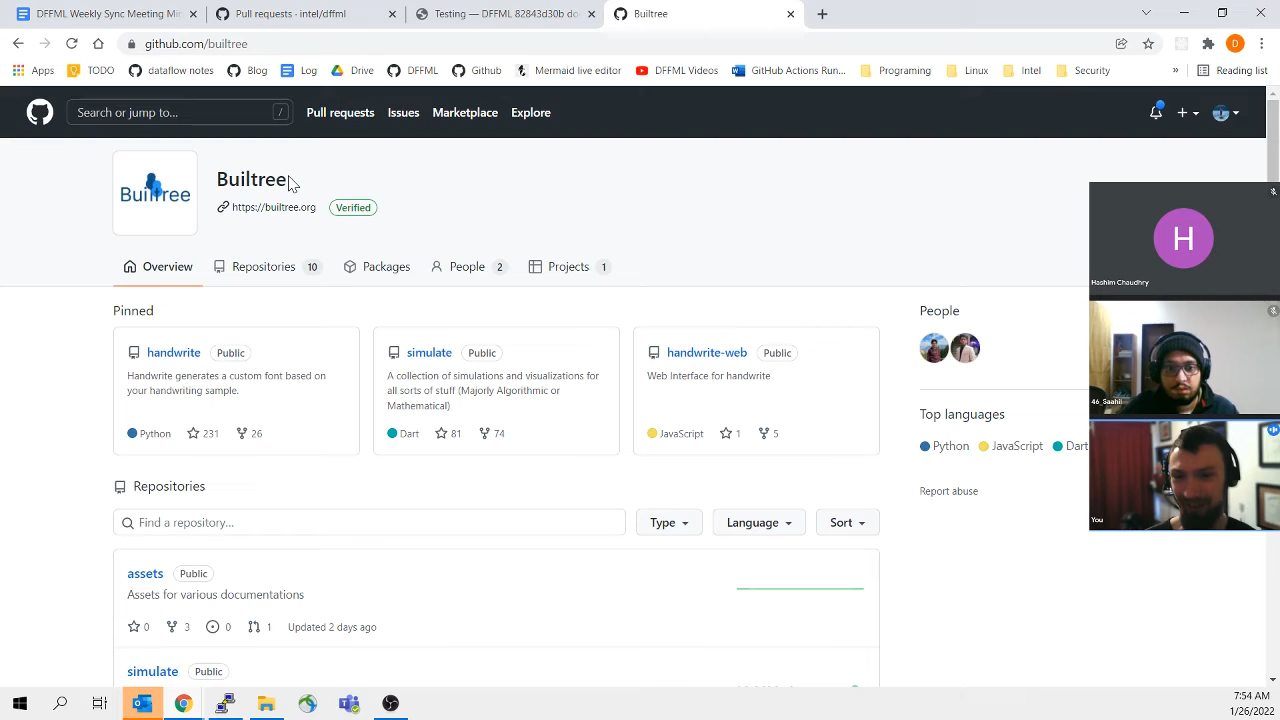 DFFML Weekly Sync Meeting Mi
Pull requests · intel/dffml
Testing — DFFML 82843d30b do
Builtree
github.com/builtree
Apps
TODO
dataflow notes
Blog
Log
Drive
DFFML
Github
Mermaid live editor
DFFML Videos
GitHub Actions Run...
Programing
Linux
Intel
Security
»
Reading list
Search or jump to...
/
Pull requests
Issues
Marketplace
Explore
Builtree
Builtree
https://builtree.org
Verified
Overview
Repositories 10
Packages
People 2
Projects 1
Pinned
handwrite Public
Handwrite generates a custom font based on
your handwriting sample.
Python 231 26
simulate Public
A collection of simulations and visualizations for
all sorts of stuff (Majorly Algorithmic or
Mathematical)
Dart 81 74
handwrite-web Public
Web Interface for handwrite
JavaScript 1 5
People
Top languages
Python JavaScript Dart
Report abuse
Repositories
Find a repository...
Type
Language
Sort
assets Public
Assets for various documentations
0 3 0 1 Updated 2 days ago
simulate Public
H
Hashim Chaudhry
46_Saahil
You
7:54 AM
1/26/2022